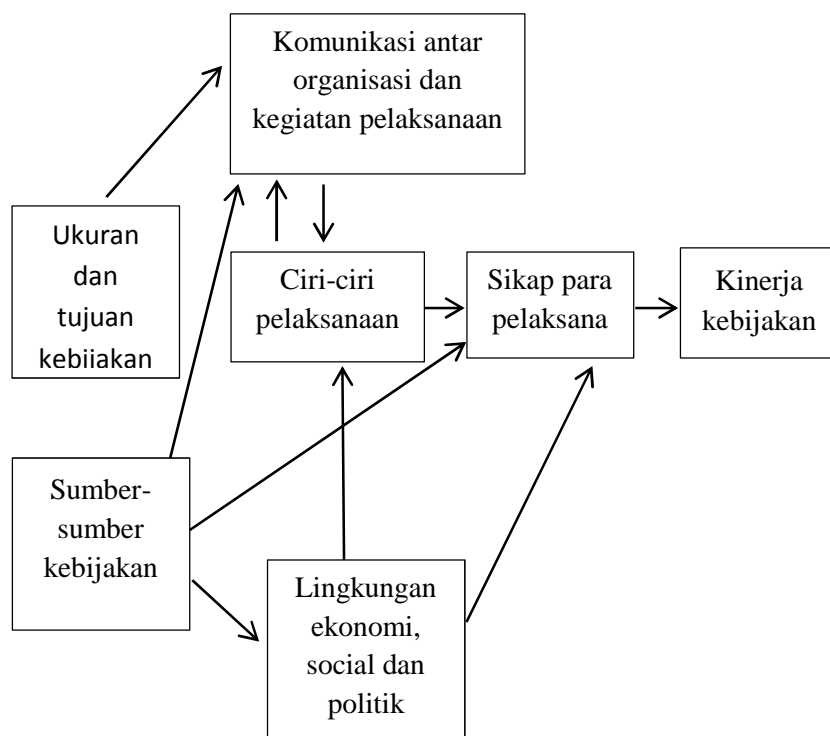 Komunikasi antar
organisasi dan
kegiatan pelaksanaan
Ukuran
dan
tujuan
kebijakan
Ciri-ciri
pelaksanaan
Sikap para
pelaksana
Kinerja
kebijakan
Sumber-
sumber
kebijakan
Lingkungan
ekonomi,
social dan
politik